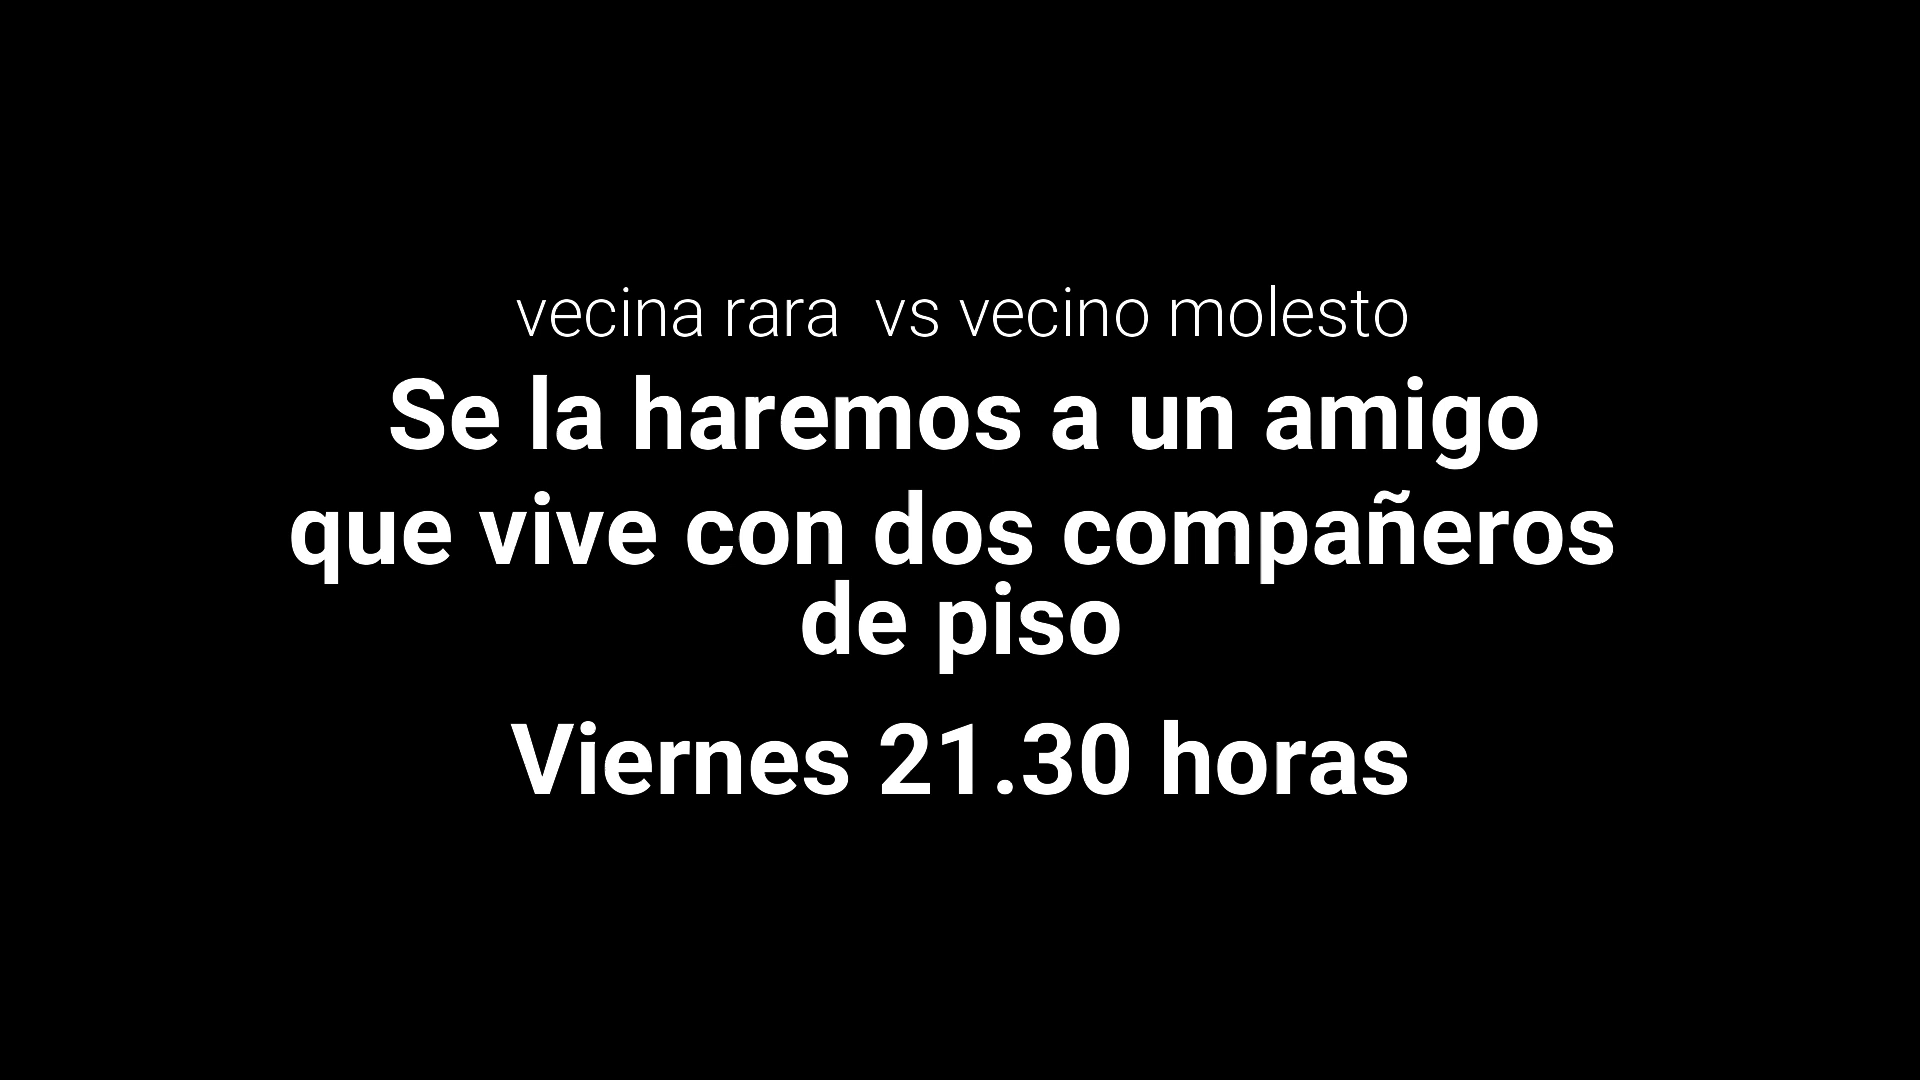 vecina rara  vs vecino molesto
Se la haremos a un amigo
que vive con dos compañeros
de piso
Viernes 21.30 horas